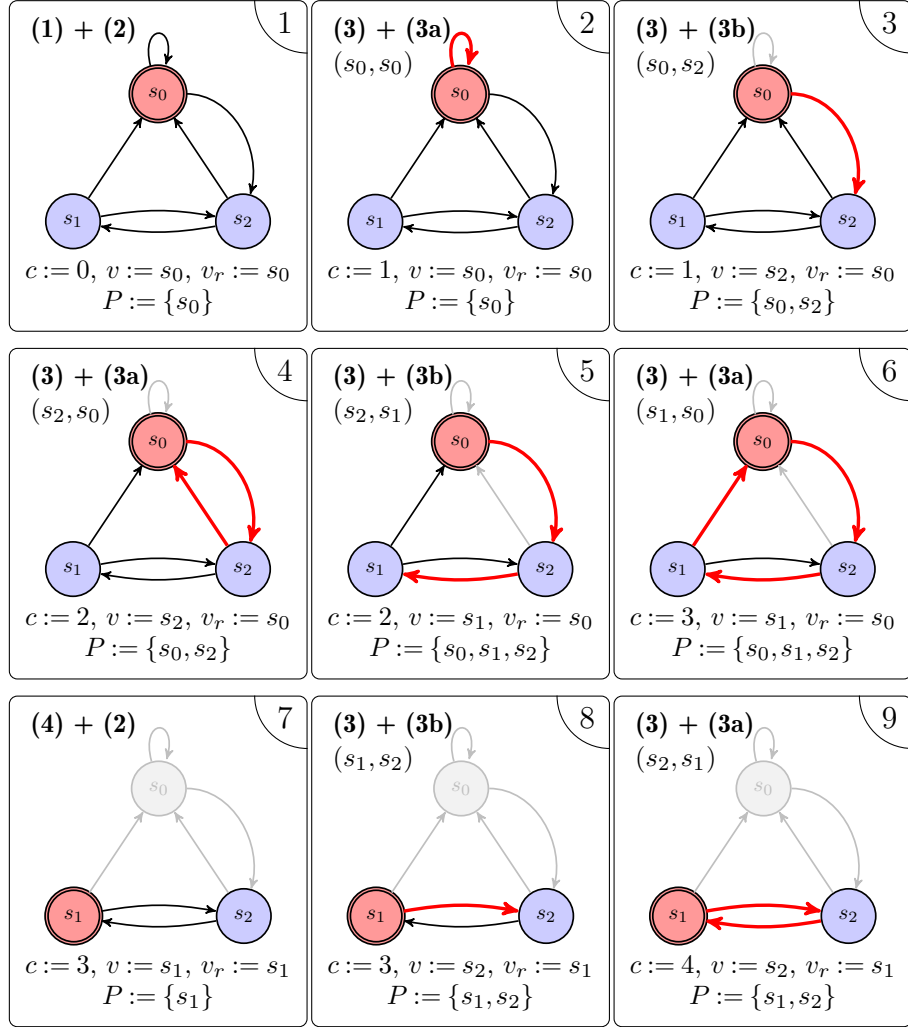 (1) + (2) 1
s₀
s₁ s₂
c := 0, v := s₀, vᵣ := s₀
P := {s₀}
(3) + (3a) 2
(s₀, s₀)
s₀
s₁ s₂
c := 1, v := s₀, vᵣ := s₀
P := {s₀}
(3) + (3b) 3
(s₀, s₂)
s₀
s₁ s₂
c := 1, v := s₂, vᵣ := s₀
P := {s₀, s₂}
(3) + (3a) 4
(s₂, s₀)
s₀
s₁ s₂
c := 2, v := s₂, vᵣ := s₀
P := {s₀, s₂}
(3) + (3b) 5
(s₂, s₁)
s₀
s₁ s₂
c := 2, v := s₁, vᵣ := s₀
P := {s₀, s₁, s₂}
(3) + (3a) 6
(s₁, s₀)
s₀
s₁ s₂
c := 3, v := s₁, vᵣ := s₀
P := {s₀, s₁, s₂}
(4) + (2) 7
s₀
s₁ s₂
c := 3, v := s₁, vᵣ := s₁
P := {s₁}
(3) + (3b) 8
(s₁, s₂)
s₀
s₁ s₂
c := 3, v := s₂, vᵣ := s₁
P := {s₁, s₂}
(3) + (3a) 9
(s₂, s₁)
s₀
s₁ s₂
c := 4, v := s₂, vᵣ := s₁
P := {s₁, s₂}